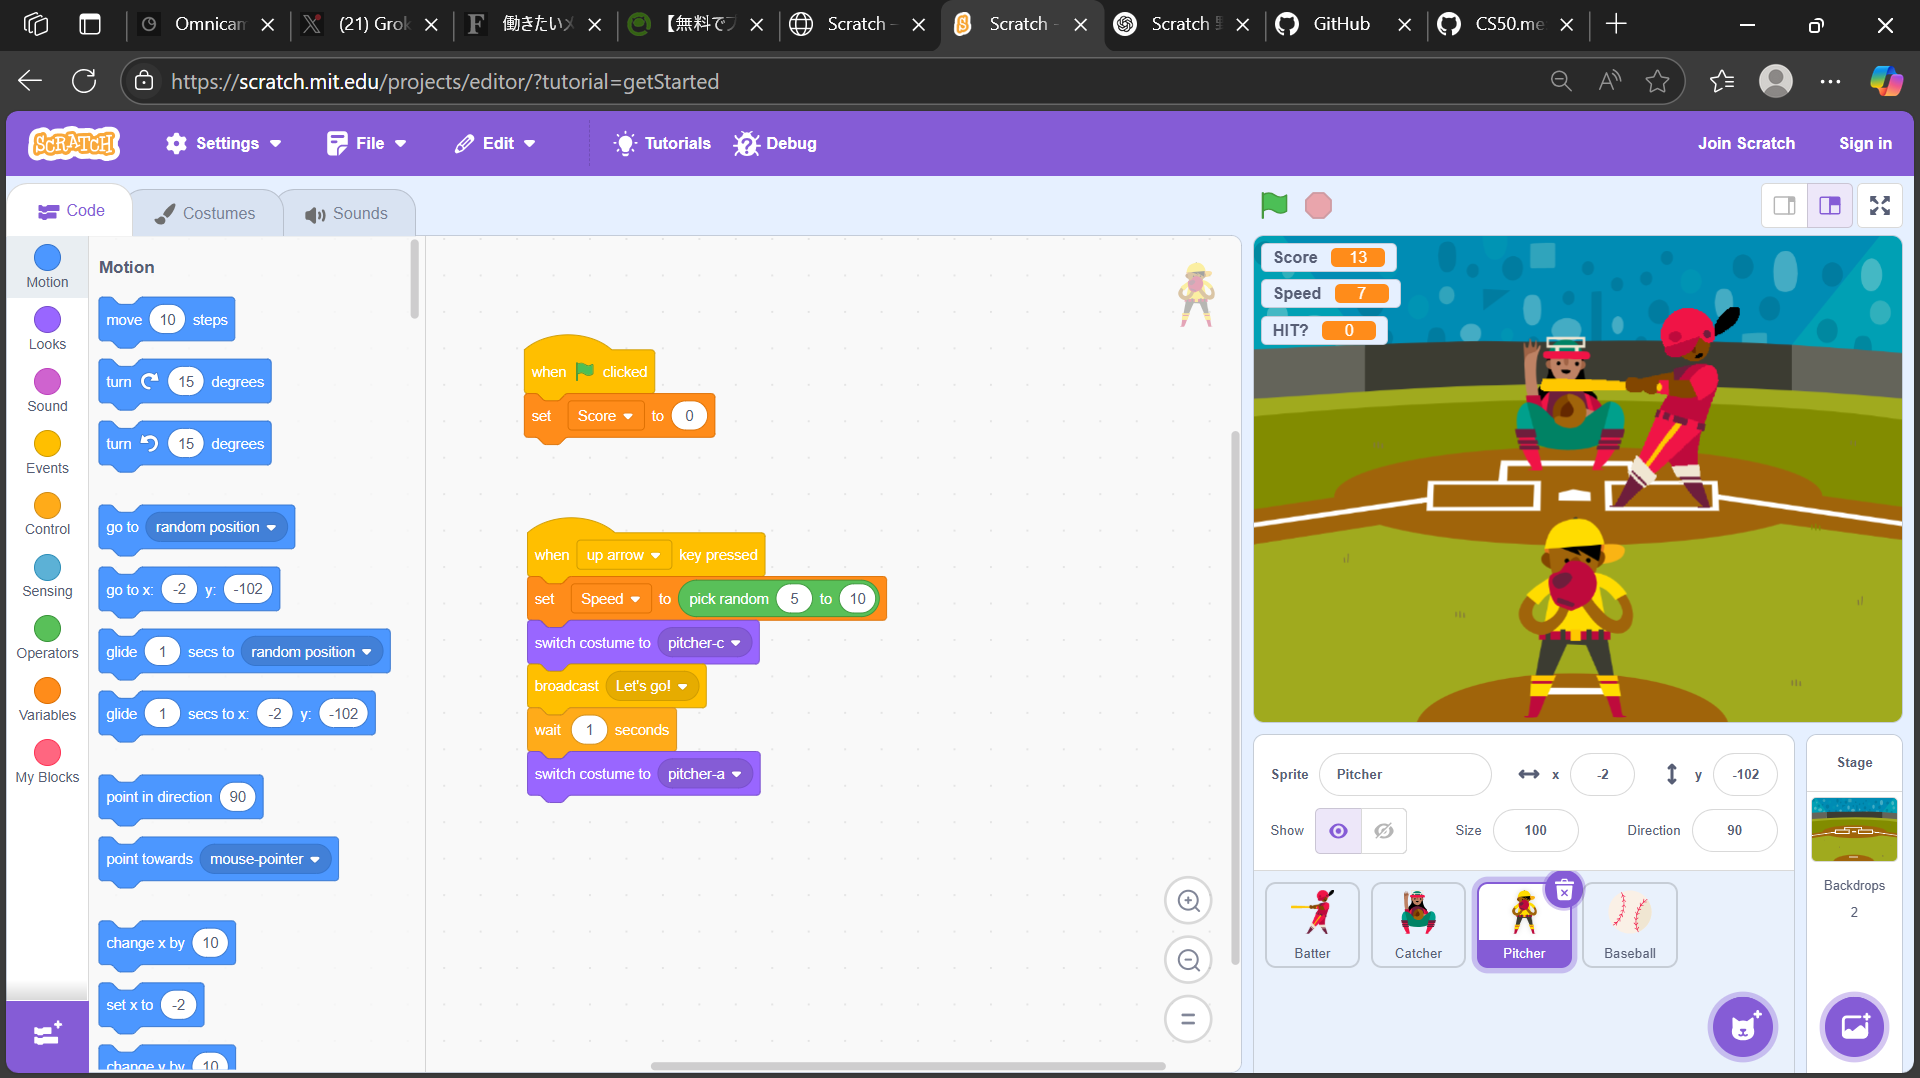 Omnicam
(21) Grok
働きたい
【無料でブ
Scratch -
Scratch -
Scratch
GitHub
CS50.me
https://scratch.mit.edu/projects/editor/?tutorial=getStarted
SCRATCH
Settings
File
Edit
Tutorials
Debug
Join Scratch
Sign in
Code
Costumes
Sounds
Motion
Looks
Sound
Events
Control
Sensing
Operators
Variables
My Blocks
Motion
move 10 steps
turn 15 degrees
turn 15 degrees
go to random position
go to x: -2 y: -102
glide 1 secs to random position
glide 1 secs to x: -2 y: -102
point in direction 90
point towards mouse-pointer
change x by 10
set x to -2
change y by 10
when clicked
set Score to 0
when up arrow key pressed
set Speed to pick random 5 to 10
switch costume to pitcher-c
broadcast Let's go!
wait 1 seconds
switch costume to pitcher-a
Score 13
Speed 7
HIT? 0
Sprite Pitcher x -2 y -102
Show Size 100 Direction 90
Batter
Catcher
Pitcher
Baseball
Stage
Backdrops
2